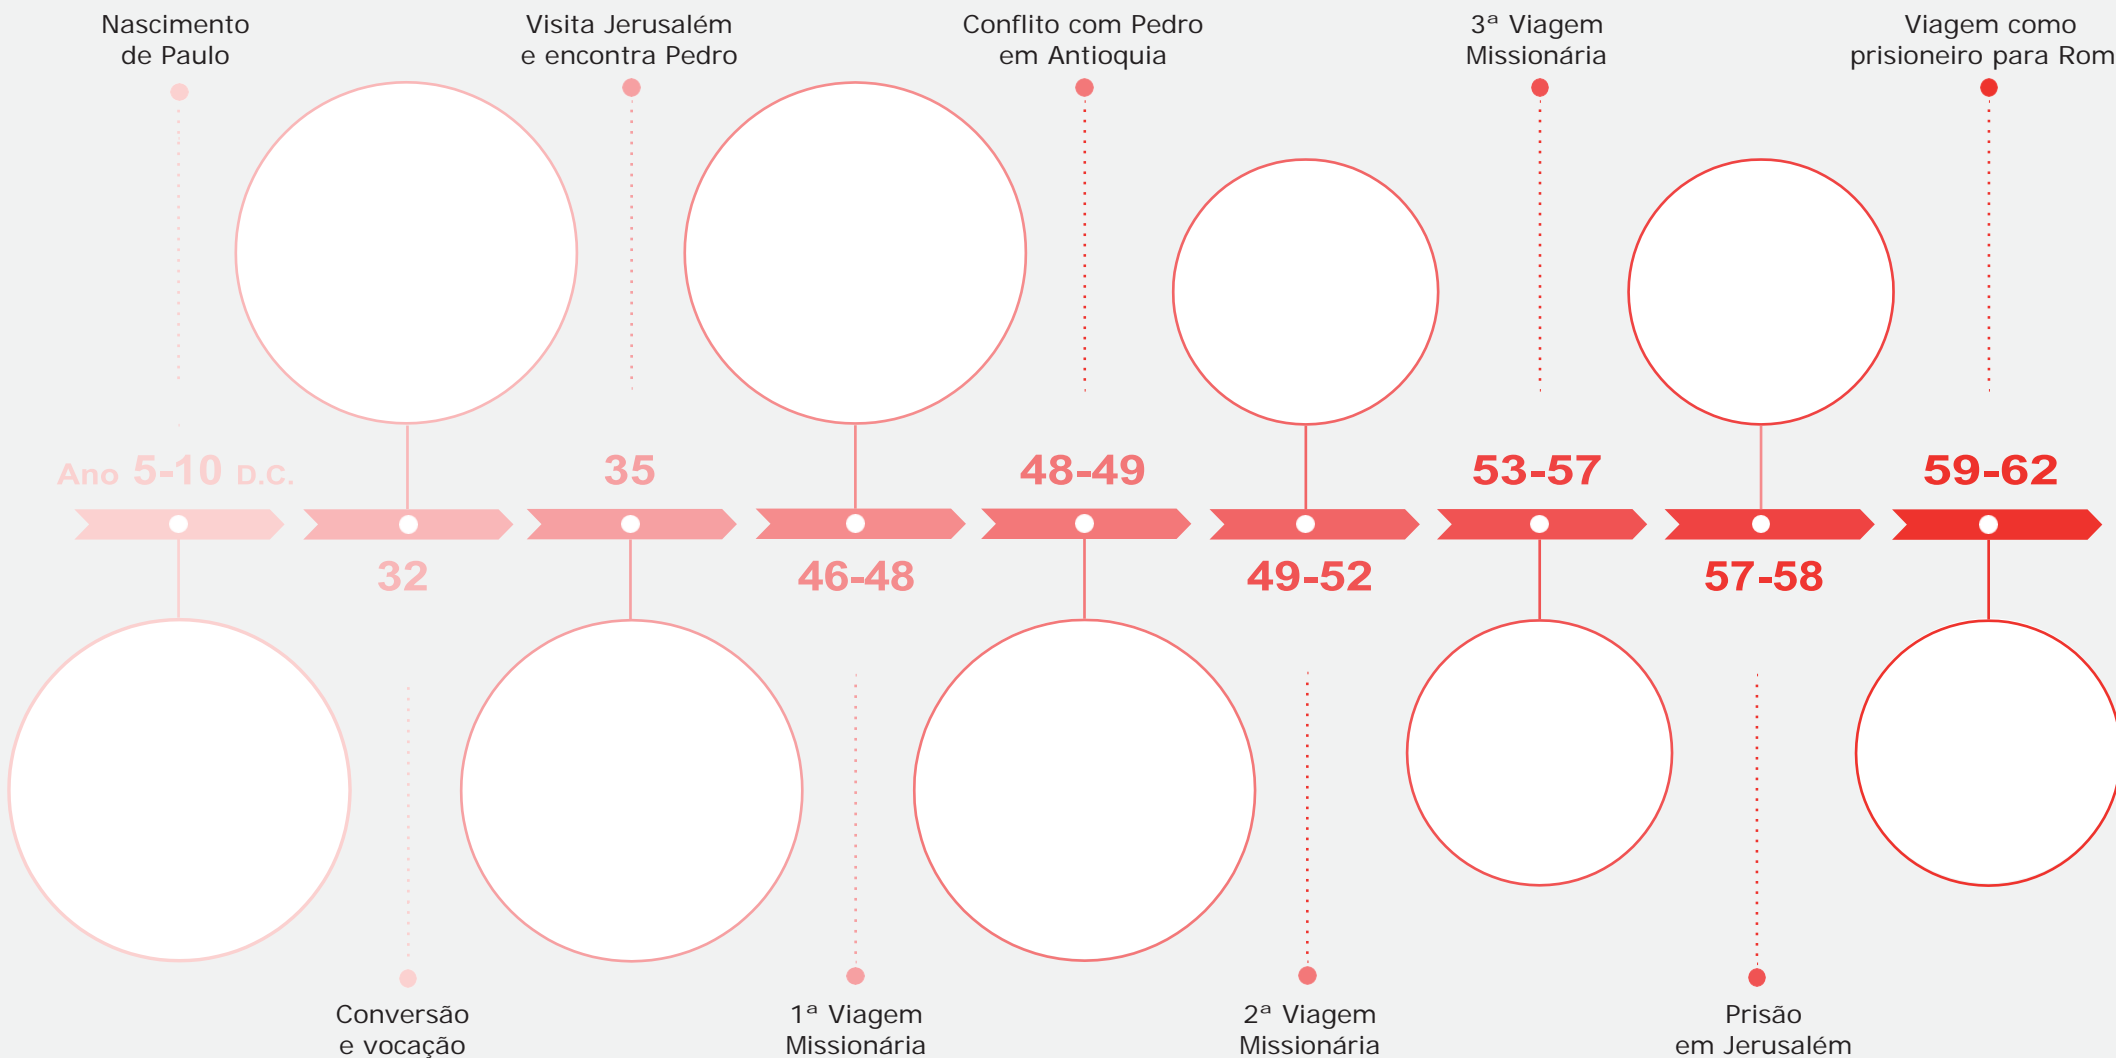 Nascimento
de Paulo
Visita Jerusalém
e encontra Pedro
Conflito com Pedro
em Antioquia
3ª Viagem
Missionária
Viagem como
prisioneiro para Rom
Ano 5-10 D.C.
35
48-49
53-57
59-62
32
46-48
49-52
57-58
Conversão
e vocação
1ª Viagem
Missionária
2ª Viagem
Missionária
Prisão
em Jerusalém